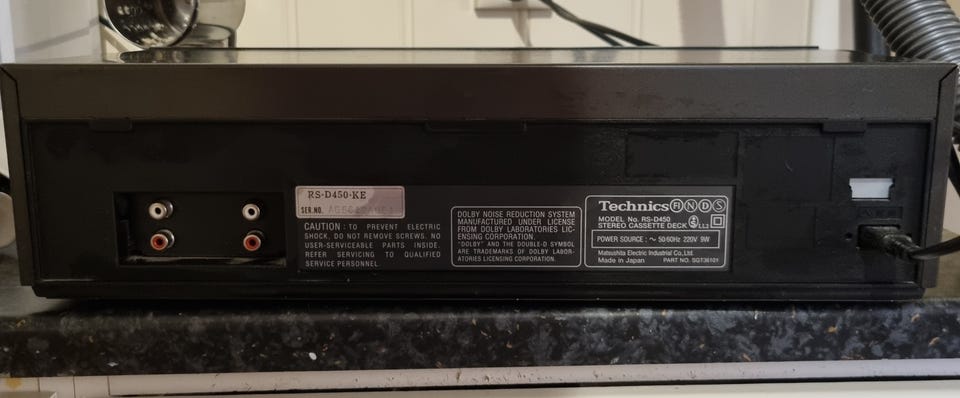 RS-D450-KE
SER.NO.
CAUTION: TO PREVENT ELECTRIC
SHOCK, DO NOT REMOVE SCREWS. NO
USER-SERVICEABLE PARTS INSIDE.
REFER SERVICING TO QUALIFIED
SERVICE PERSONNEL.
DOLBY NOISE REDUCTION SYSTEM
MANUFACTURED UNDER LICENSE
FROM DOLBY LABORATORIES LIC-
ENSING CORPORATION.
"DOLBY" AND THE DOUBLE-D SYMBOL
ARE TRADEMARKS OF DOLBY LABOR-
ATORIES LICENSING CORPORATION.
Technics F N D S
MODEL No. RS-D450
STEREO CASSETTE DECK
POWER SOURCE : ~ 50/60Hz 220V 9W
Matsushita Electric Industrial Co., Ltd.
Made in Japan PART NO. SGT36101